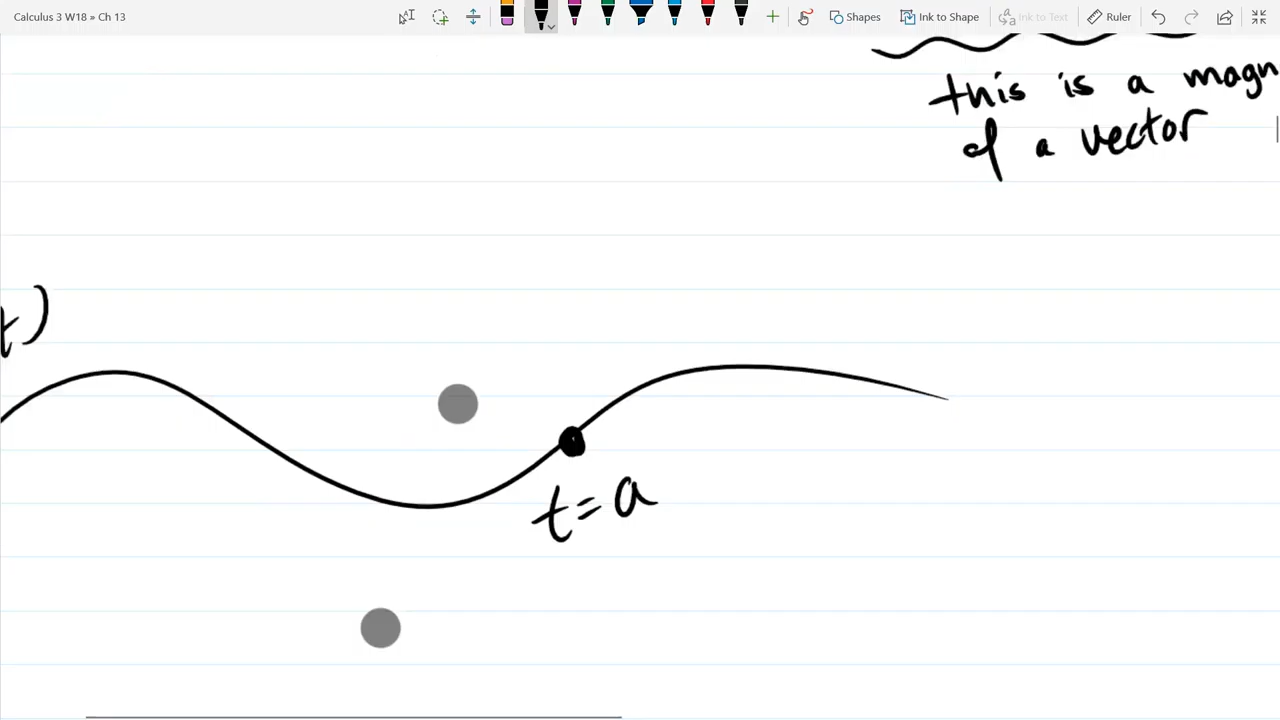 Calculus 3 W18 » Ch 13
Shapes
Ink to Shape
Ink to Text
Ruler
this is a magn
of a vector
t)
t = a